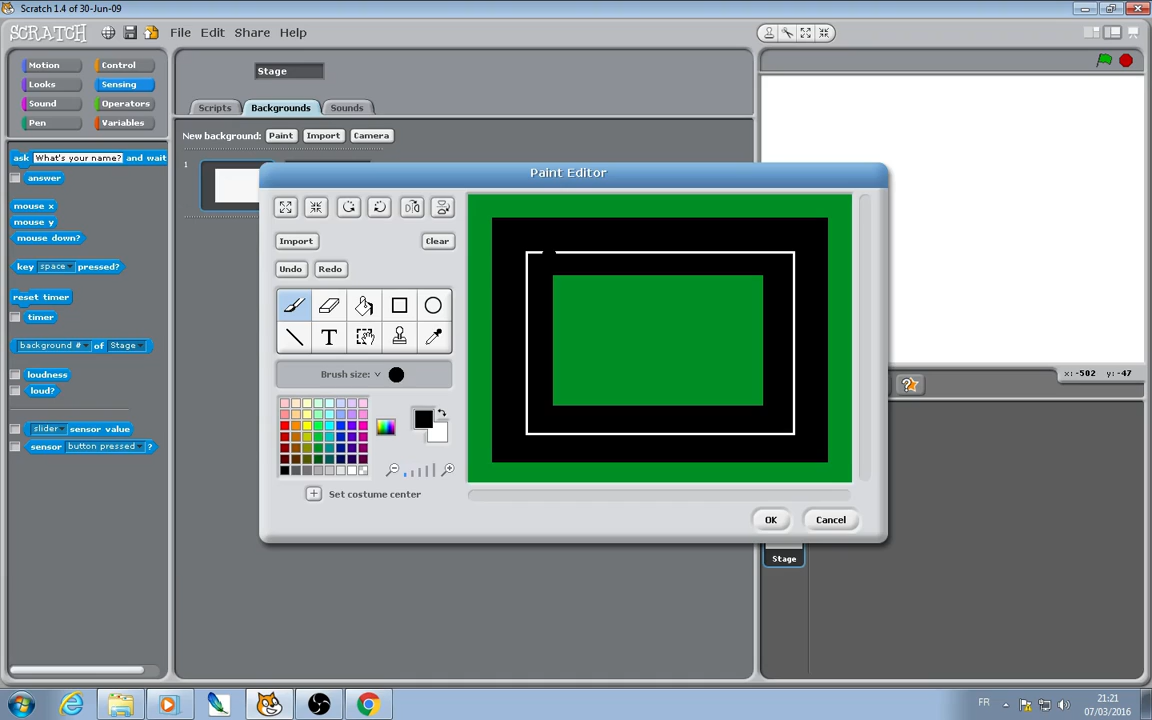 Scratch 1.4 of 30-Jun-09
SCRATCH File Edit Share Help
Motion Control
Looks Sensing
Sound Operators
Pen Variables
Stage
Scripts Backgrounds Sounds
New background: Paint Import Camera
1
ask What's your name? and wait
answer
mouse x
mouse y
mouse down?
key space pressed?
reset timer
timer
background # of Stage
loudness
loud?
slider sensor value
sensor button pressed ?
Paint Editor
Import Clear
Undo Redo
T
Brush size:
Set costume center
OK Cancel
x: -502 y: -47
Stage
FR
21:21
07/03/2016